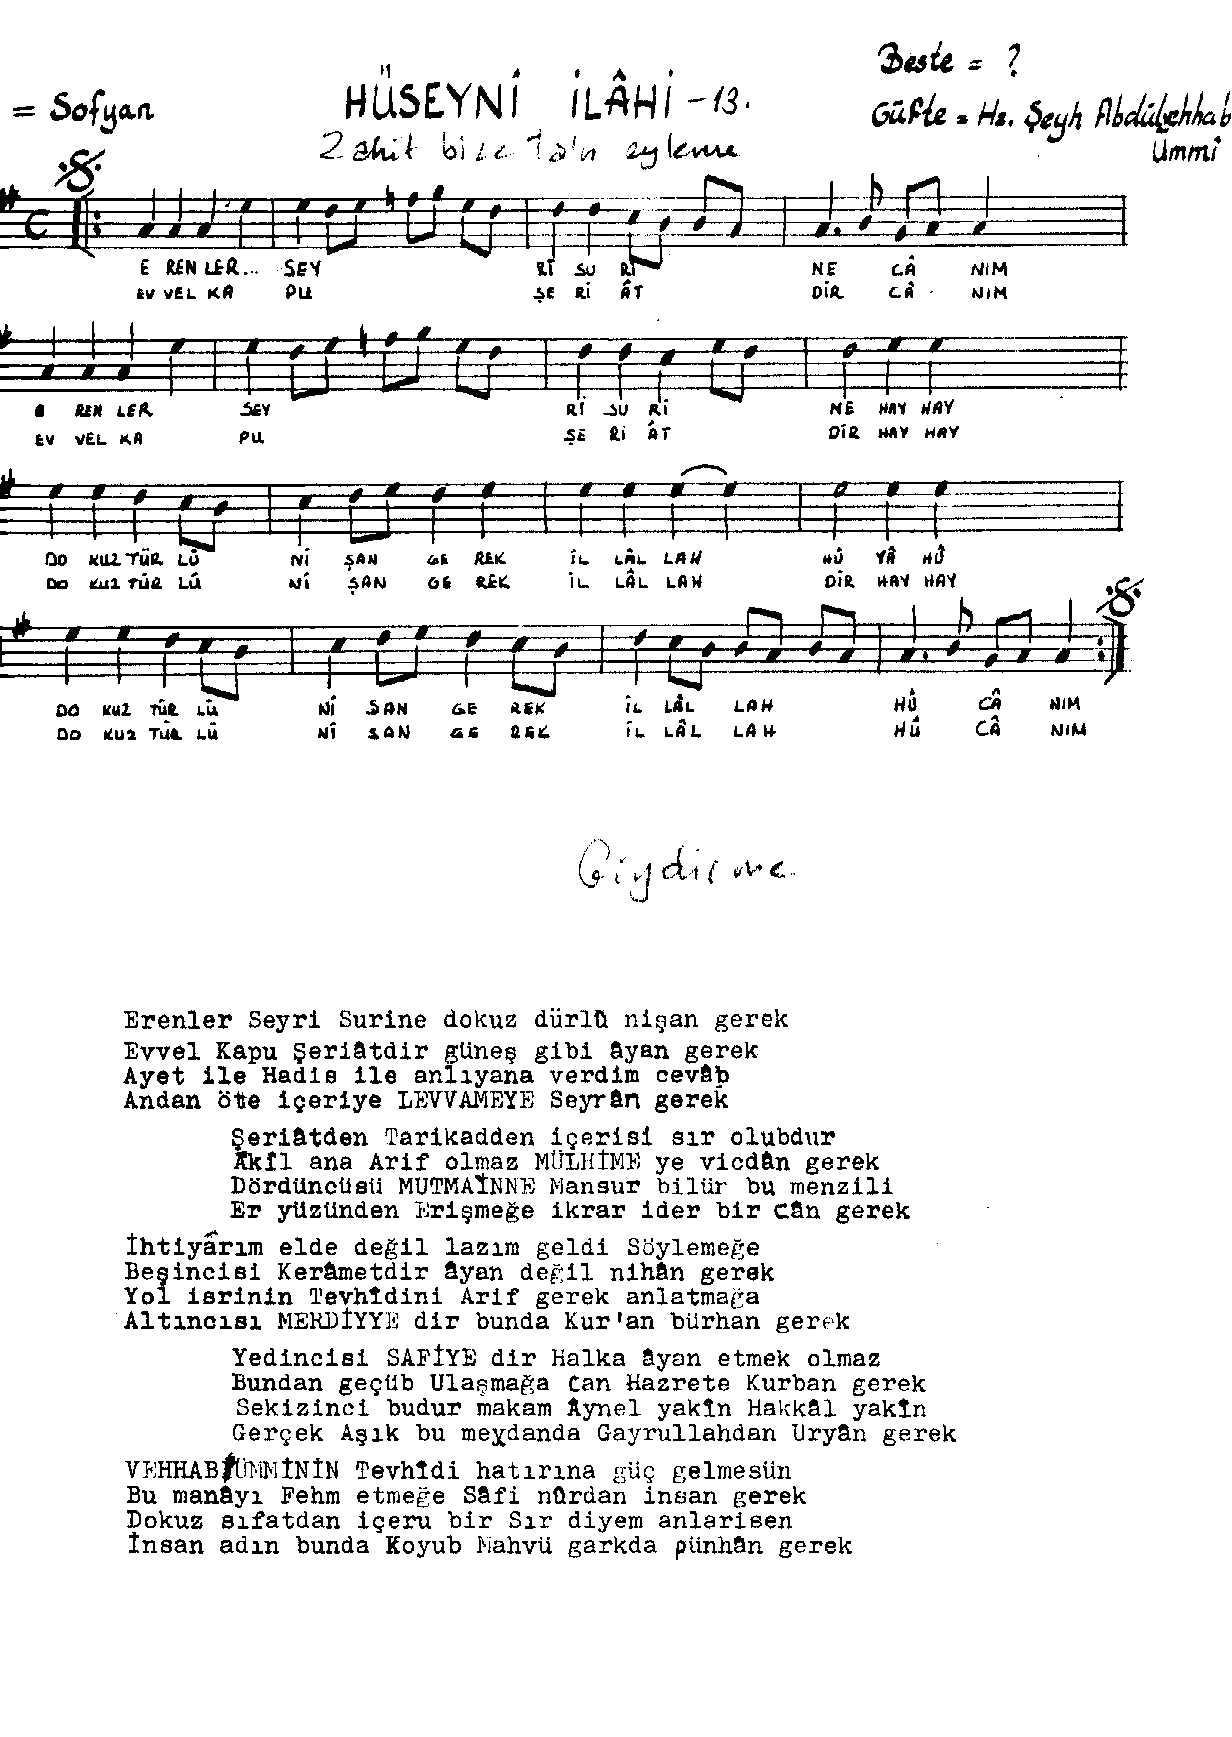 Beste = ?
= Sofyan HÜSEYNÎ İLÂHİ -13. Güfte = Hz. Şeyh Abdülvehhab
Zahit bize ta'n eyleme Ümmî
E REN LER... SEY RÎ SU Rİ NE CÂ NIM
EV VEL KA PU ŞE Rİ ÂT DİR CÂ - NIM
E REN LER SEY Rİ SU Rİ NE HAY HAY
EV VEL KA PU ŞE Rİ ÂT DİR HAY HAY
DO KUZ TÜR LÜ NÎ ŞAN GE REK İL LÂL LAH HÛ YÂ HÛ
DO KUZ TÜR LÜ NÎ ŞAN GE REK İL LÂL LAH DİR HAY HAY
DO KUZ TÜR LÜ NÎ ŞAN GE REK İL LÂL LAH HÛ CÂ NIM
DO KUZ TÜR LÜ NÎ ŞAN GE REK İL LÂL LAH HÛ CÂ NIM
Giydirme
Erenler Seyri Surine dokuz dürlü nişan gerek
Evvel Kapu Şeriâtdir güneş gibi âyan gerek
Ayet ile Hadis ile anlıyana verdim cevâb
Andan öte içeriye LEVVAMEYE Seyrân gerek
Şeriâtden Tarikadden içerisi sır olubdur
Âkîl ana Arif olmaz MÜLHİME ye vicdân gerek
Dördüncüsü MUTMAİNNE Mansur bilür bu menzili
Er yüzünden Erişmeğe ikrar ider bir Cân gerek
İhtiyârım elde değil lazım geldi Söylemeğe
Beşincisi Kerâmetdir âyan değil nihân gerek
Yol isrinin Tevhîdini Arif gerek anlatmağa
Altıncısı MERDİYYE dir bunda Kur'an bürhan gerek
Yedincisi SAFİYE dir Halka âyan etmek olmaz
Bundan geçüb Ulaşmağa Can Hazrete Kurban gerek
Sekizinci budur makam Âynel yakîn Hakkâl yakîn
Gerçek Aşık bu meydanda Gayrullahdan Uryân gerek
VEHHAB ÜMMİNİN Tevhîdi hatırına güç gelmesün
Bu manâyı Fehm etmeğe Sâfi nûrdan insan gerek
Dokuz sıfatdan içeru bir Sır diyem anlarisen
İnsan adın bunda Koyub Mahvü garkda pünhân gerek